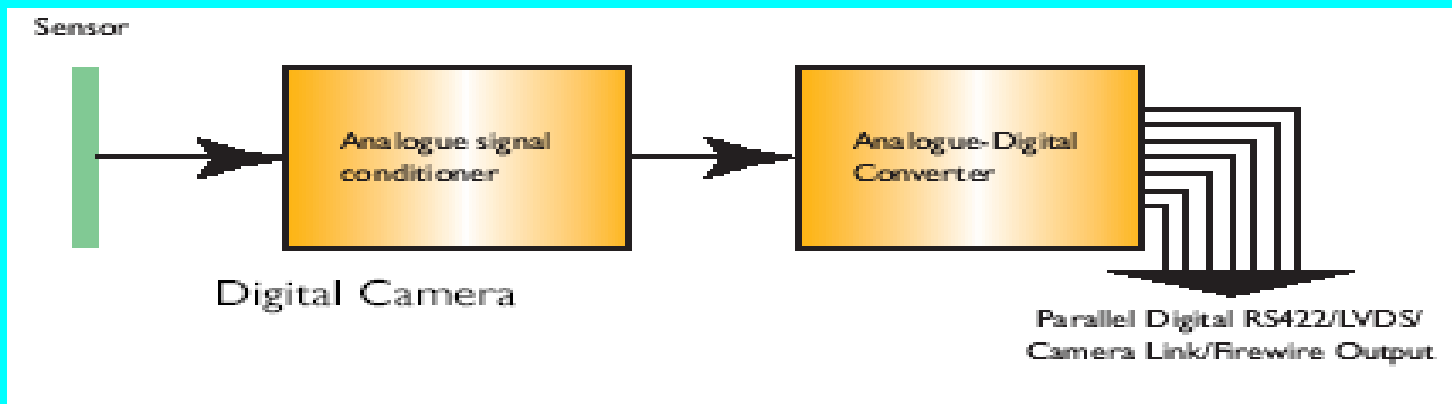 Sensor
Analogue signal
conditioner
Analogue-Digital
Converter
Digital Camera
Parallel Digital RS422/LVDS/
Camera Link/Firewire Output